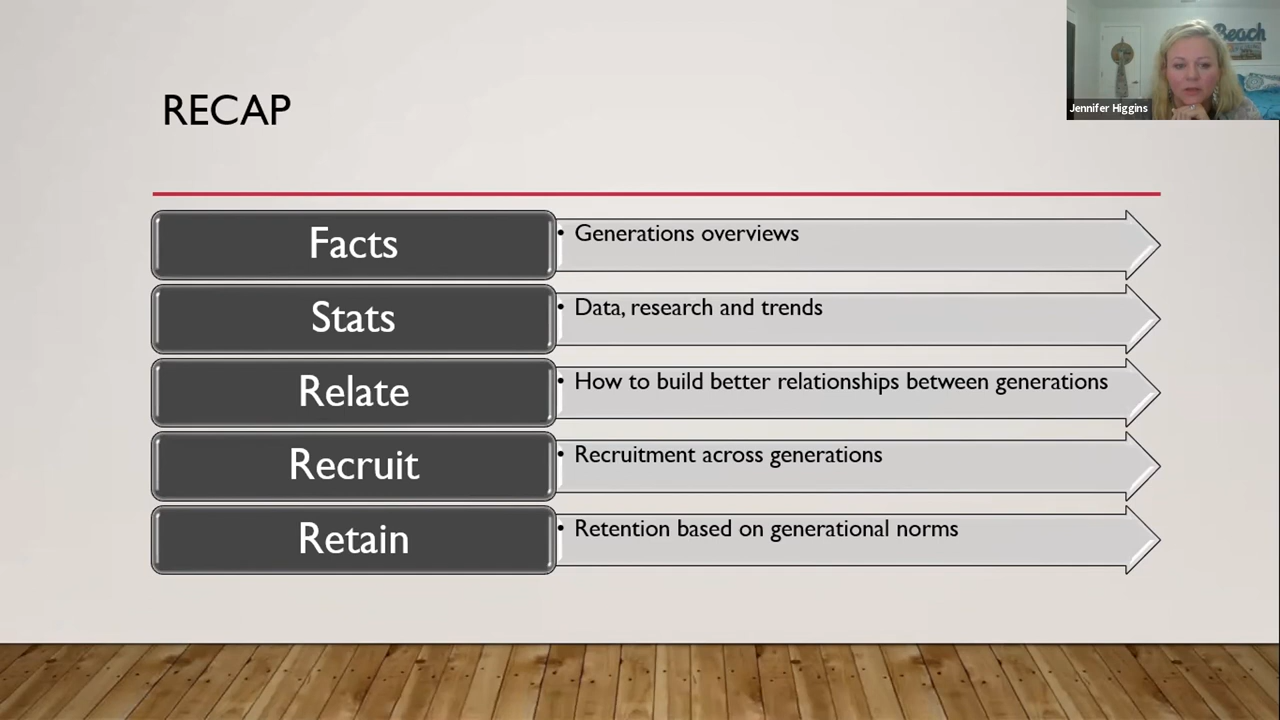 Beach
Jennifer Higgins
RECAP
Facts
• Generations overviews
Stats
• Data, research and trends
Relate
• How to build better relationships between generations
Recruit
• Recruitment across generations
Retain
• Retention based on generational norms